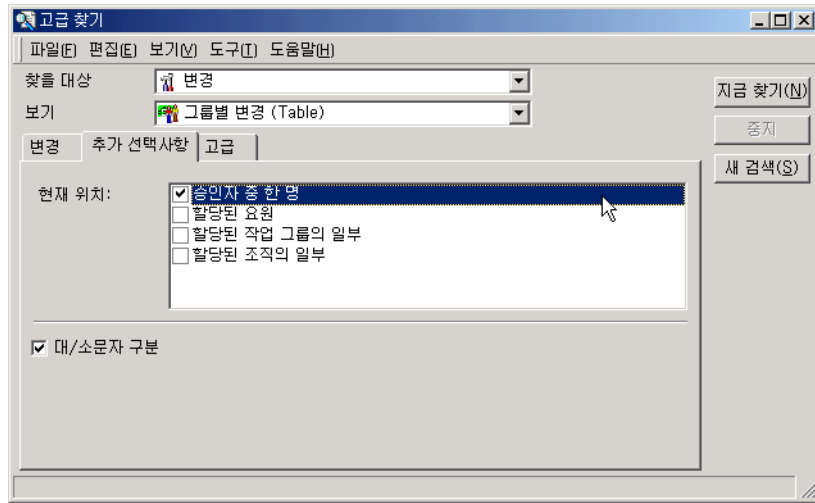 고급 찾기
파일(F) 편집(E) 보기(V) 도구(T) 도움말(H)
찾을 대상 변경
보기 그룹별 변경 (Table)
지금 찾기(N)
중지
새 검색(S)
변경 추가 선택사항 고급
현재 위치:
승인자 중 한 명
할당된 요원
할당된 작업 그룹의 일부
할당된 조직의 일부
대/소문자 구분